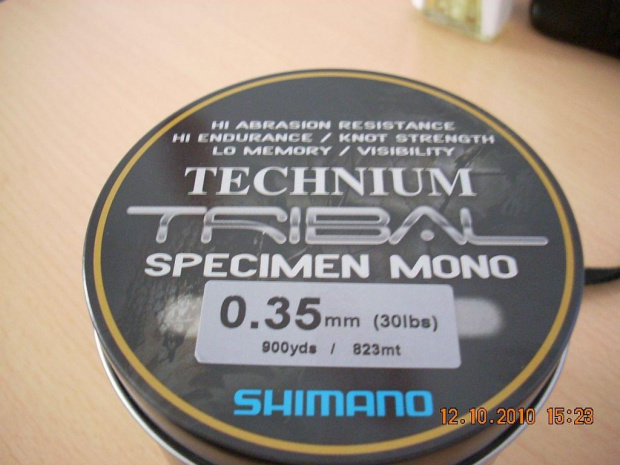 HI ABRASION RESISTANCE
HI ENDURANCE / KNOT STRENGTH
LO MEMORY / VISIBILITY
TECHNIUM
TRIBAL
SPECIMEN MONO
0.35mm (30lbs)
900yds / 823mt
SHIMANO
12.10.2010 15:23